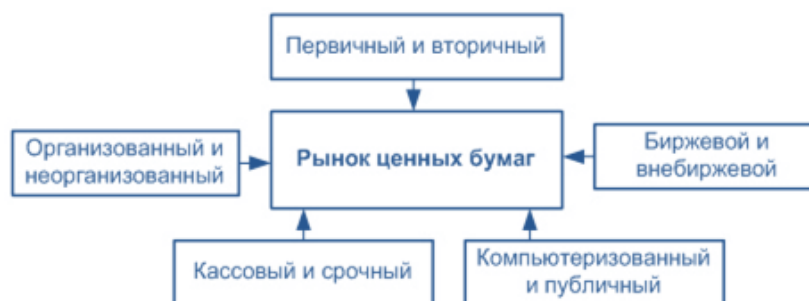 Первичный и вторичный
Организованный и
неорганизованный
Рынок ценных бумаг
Биржевой и
внебиржевой
Кассовый и срочный
Компьютеризованный
и публичный